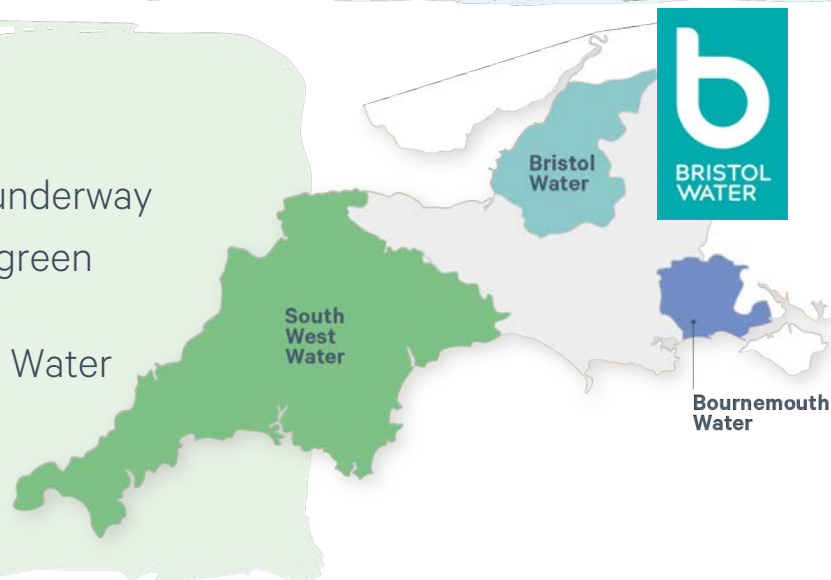 underway
green
Water
Bristol
Water
BRISTOL
WATER
South
West
Water
Bournemouth
Water